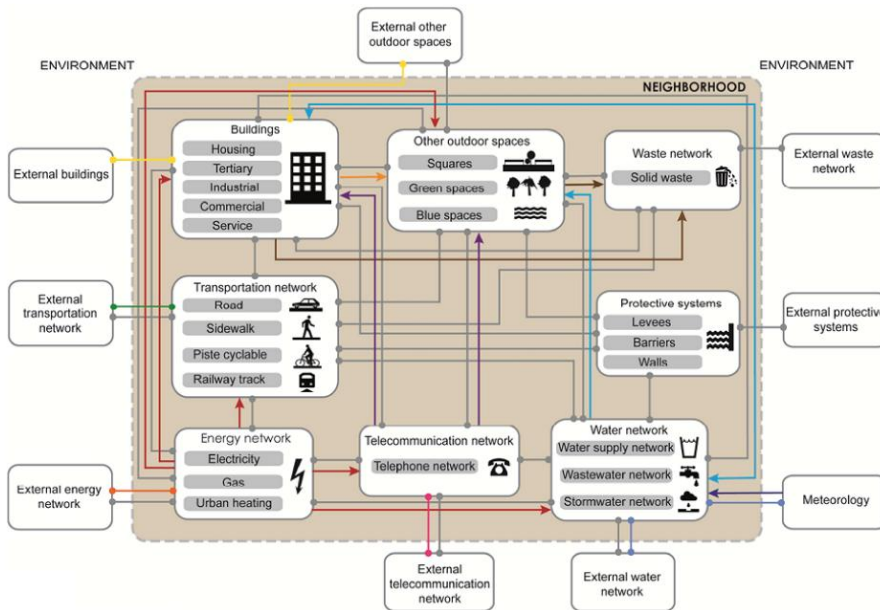 External other
outdoor spaces
ENVIRONMENT
ENVIRONMENT
NEIGHBORHOOD
Buildings
Housing
Tertiary
Industrial
Commercial
Service
Other outdoor spaces
Squares
Green spaces
Blue spaces
Waste network
Solid waste
External buildings
External waste
network
Transportation network
Road
Sidewalk
Piste cyclable
Railway track
Protective systems
Levees
Barriers
Walls
External
transportation network
External protective
systems
Energy network
Electricity
Gas
Urban heating
Telecommunication network
Telephone network
Water network
Water supply network
Wastewater network
Stormwater network
External energy
network
Meteorology
External
telecommunication network
External water
network